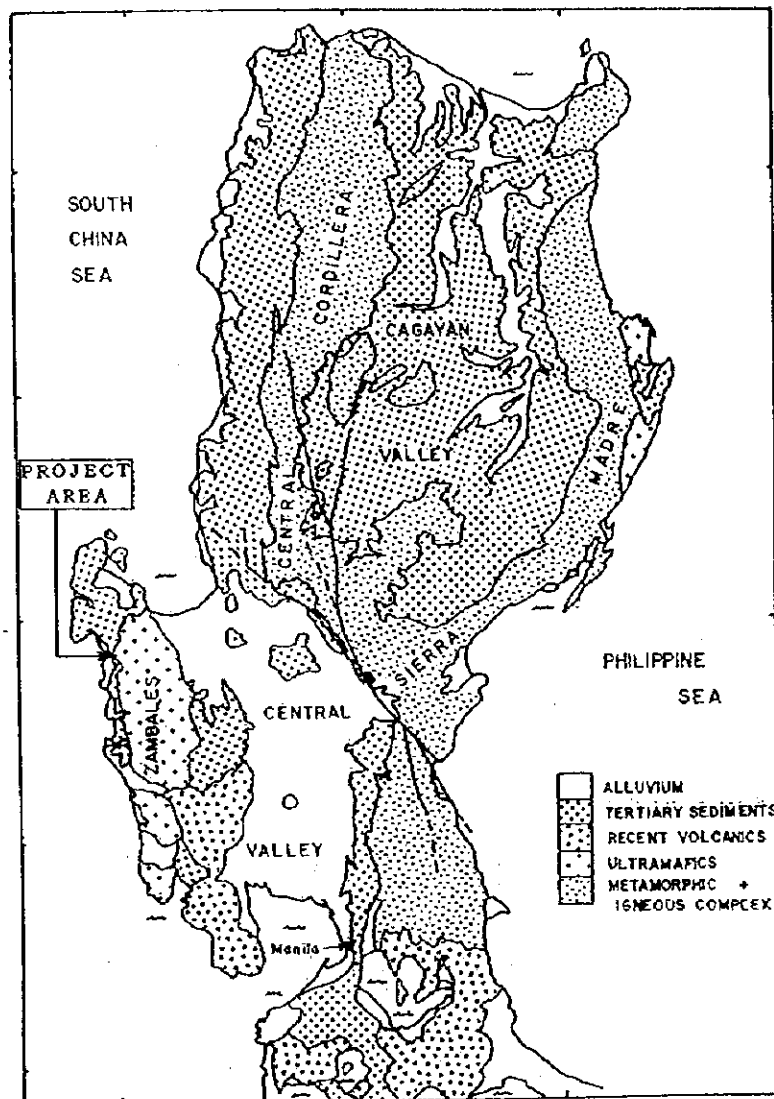 SOUTH
CHINA
SEA
CORDILLERA
CAGAYAN
VALLEY
MADRE
PROJECT
AREA
CENTRAL
SIERRA
PHILIPPINE
SEA
ZAMBALES
CENTRAL
VALLEY
Manila
ALLUVIUM
TERTIARY SEDIMENTS
RECENT VOLCANICS
ULTRAMAFICS
METAMORPHIC +
IGNEOUS COMPLEX